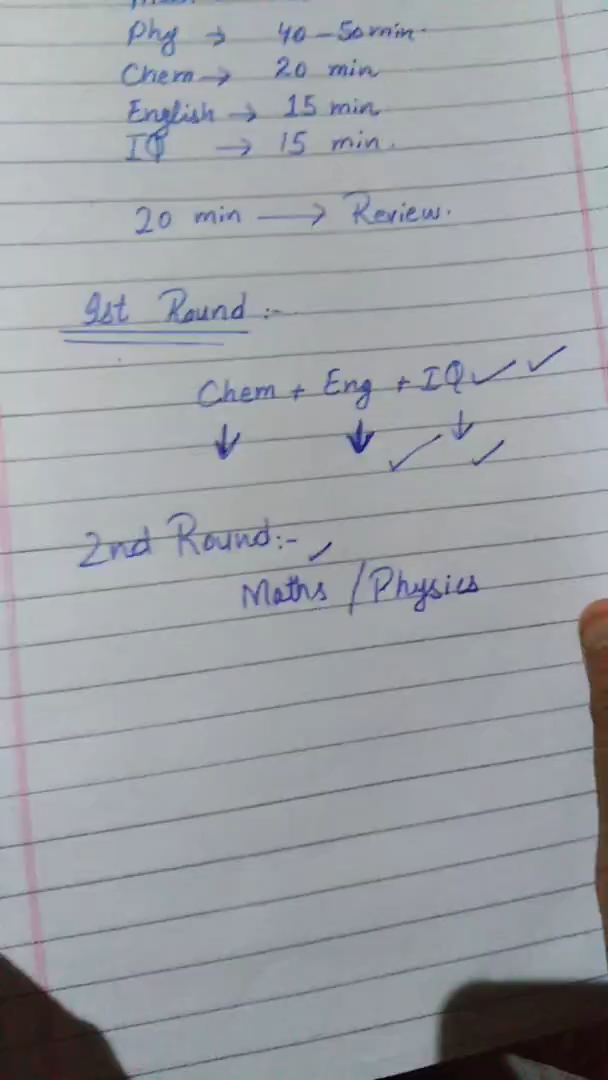 Phy → 40-50 min.
Chem → 20 min
English → 15 min
IQ → 15 min.
20 min → Review.
1st Round :-
Chem + Eng + IQ ✓ ✓
↓ ↓ ✓ ↓ ✓
2nd Round:- ✓
Maths / Physics